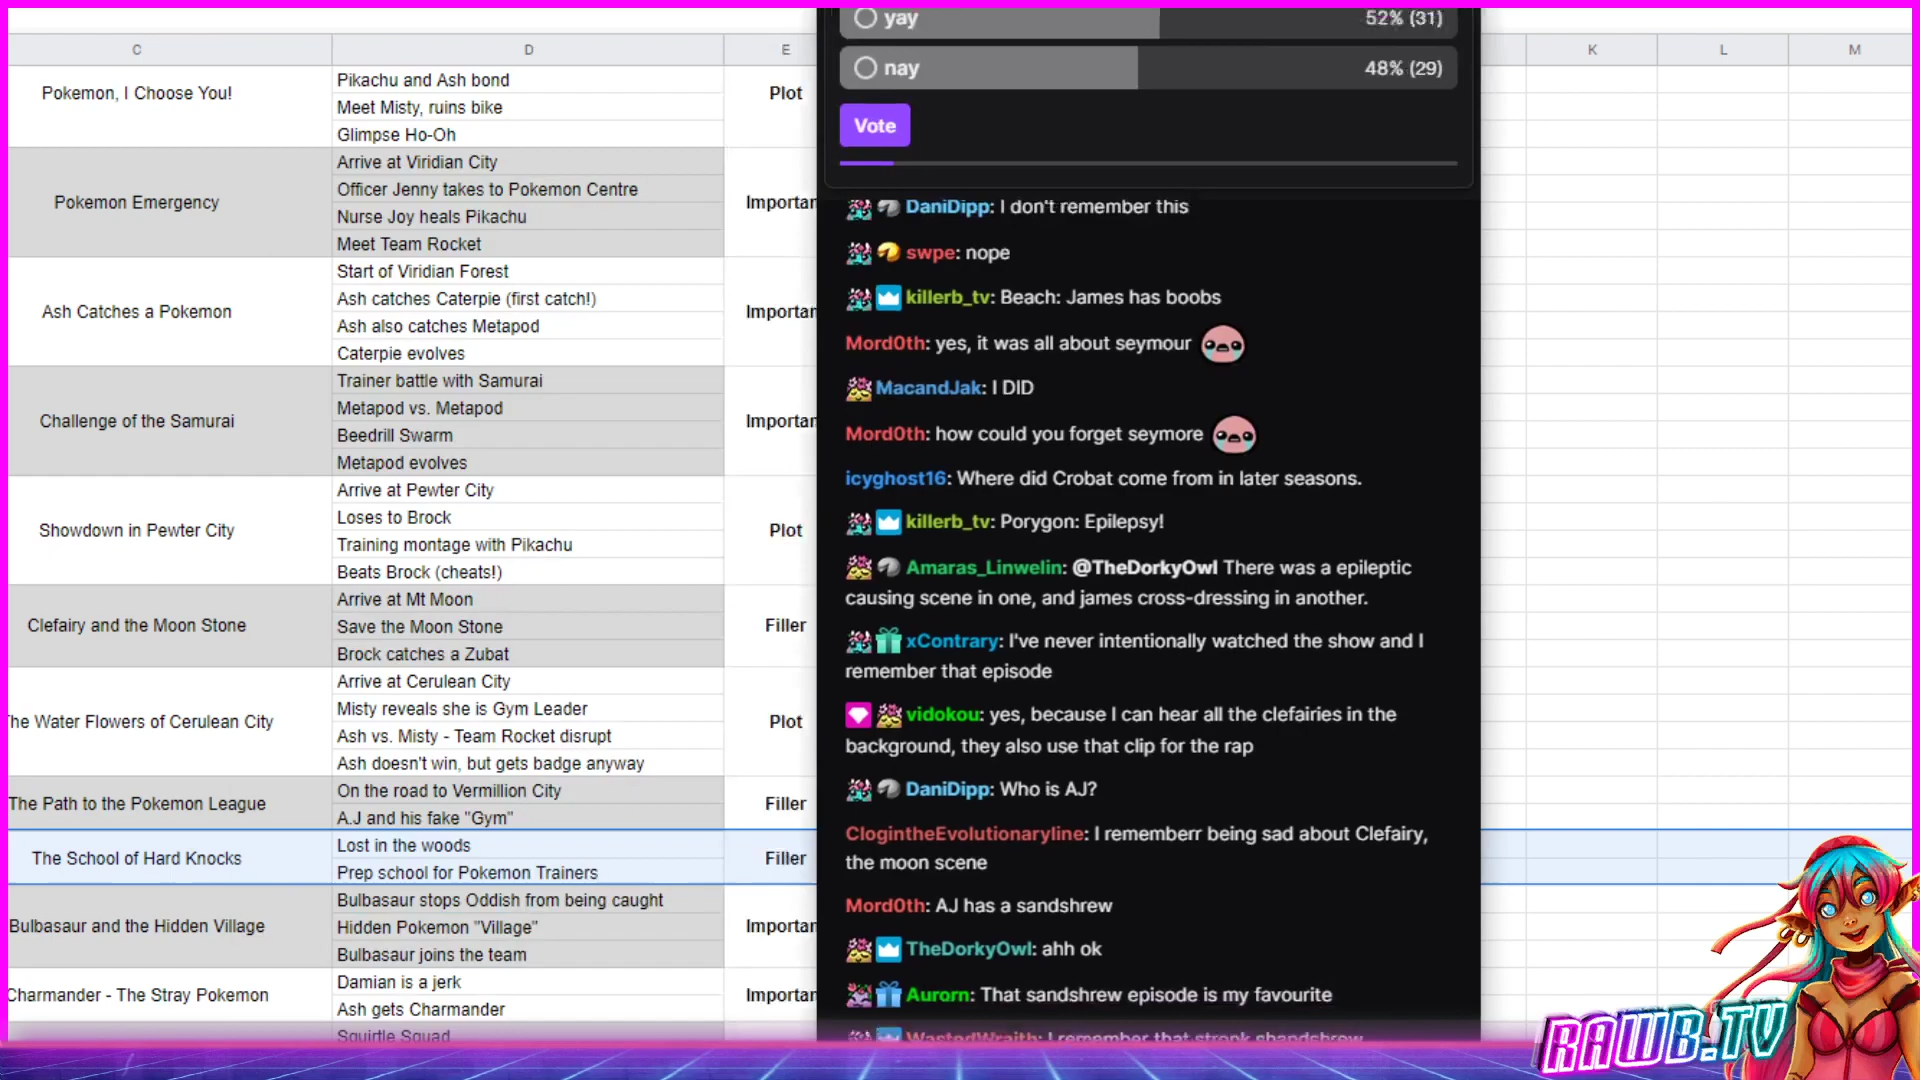 C
D
E
K
L
M
Pokemon, I Choose You!
Pikachu and Ash bond
Meet Misty, ruins bike
Glimpse Ho-Oh
Plot
Pokemon Emergency
Arrive at Viridian City
Officer Jenny takes to Pokemon Centre
Nurse Joy heals Pikachu
Meet Team Rocket
Importan
Ash Catches a Pokemon
Start of Viridian Forest
Ash catches Caterpie (first catch!)
Ash also catches Metapod
Caterpie evolves
Importan
Challenge of the Samurai
Trainer battle with Samurai
Metapod vs. Metapod
Beedrill Swarm
Metapod evolves
Importan
Showdown in Pewter City
Arrive at Pewter City
Loses to Brock
Training montage with Pikachu
Beats Brock (cheats!)
Plot
Clefairy and the Moon Stone
Arrive at Mt Moon
Save the Moon Stone
Brock catches a Zubat
Filler
The Water Flowers of Cerulean City
Arrive at Cerulean City
Misty reveals she is Gym Leader
Ash vs. Misty - Team Rocket disrupt
Ash doesn't win, but gets badge anyway
Plot
The Path to the Pokemon League
On the road to Vermillion City
A.J and his fake "Gym"
Filler
The School of Hard Knocks
Lost in the woods
Prep school for Pokemon Trainers
Filler
Bulbasaur and the Hidden Village
Bulbasaur stops Oddish from being caught
Hidden Pokemon "Village"
Bulbasaur joins the team
Importan
Charmander - The Stray Pokemon
Damian is a jerk
Ash gets Charmander
Importan
Squirtle Squad
yay 52% (31)
nay 48% (29)
Vote
DaniDipp: I don't remember this
swpe: nope
killerb_tv: Beach: James has boobs
Mord0th: yes, it was all about seymour
MacandJak: I DID
Mord0th: how could you forget seymore
icyghost16: Where did Crobat come from in later seasons.
killerb_tv: Porygon: Epilepsy!
Amaras_Linwelin: @TheDorkyOwl There was a epileptic
causing scene in one, and james cross-dressing in another.
xContrary: I've never intentionally watched the show and I
remember that episode
vidokou: yes, because I can hear all the clefairies in the
background, they also use that clip for the rap
DaniDipp: Who is AJ?
ClogintheEvolutionaryline: I rememberr being sad about Clefairy,
the moon scene
Mord0th: AJ has a sandshrew
TheDorkyOwl: ahh ok
Aurorn: That sandshrew episode is my favourite
WastedWraith: I remember that stronk shandshrew
RAWB.TV